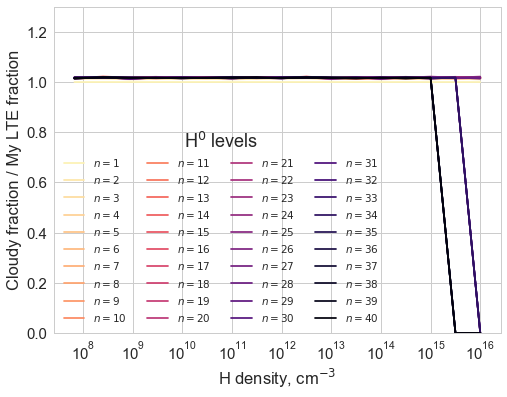 1.2
1.0
0.8
0.6
0.4
0.2
0.0
Cloudy fraction / My LTE fraction
H⁰ levels
n = 1 n = 11 n = 21 n = 31
n = 2 n = 12 n = 22 n = 32
n = 3 n = 13 n = 23 n = 33
n = 4 n = 14 n = 24 n = 34
n = 5 n = 15 n = 25 n = 35
n = 6 n = 16 n = 26 n = 36
n = 7 n = 17 n = 27 n = 37
n = 8 n = 18 n = 28 n = 38
n = 9 n = 19 n = 29 n = 39
n = 10 n = 20 n = 30 n = 40
10⁸ 10⁹ 10¹⁰ 10¹¹ 10¹² 10¹³ 10¹⁴ 10¹⁵ 10¹⁶
H density, cm⁻³